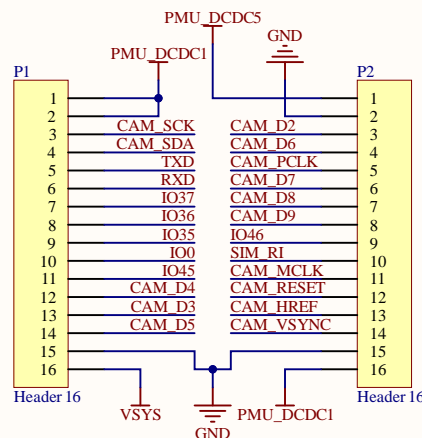 PMU_DCDC5
GND
PMU_DCDC1
P1
P2
1 1
2 2
3 CAM_SCK CAM_D2 3
4 CAM_SDA CAM_D6 4
5 TXD CAM_PCLK 5
6 RXD CAM_D7 6
7 IO37 CAM_D8 7
8 IO36 CAM_D9 8
9 IO35 IO46 9
10 IO0 SIM_RI 10
11 IO45 CAM_MCLK 11
12 CAM_D4 CAM_RESET 12
13 CAM_D3 CAM_HREF 13
14 CAM_D5 CAM_VSYNC 14
15 15
16 16
Header 16 Header 16
VSYS PMU_DCDC1
GND